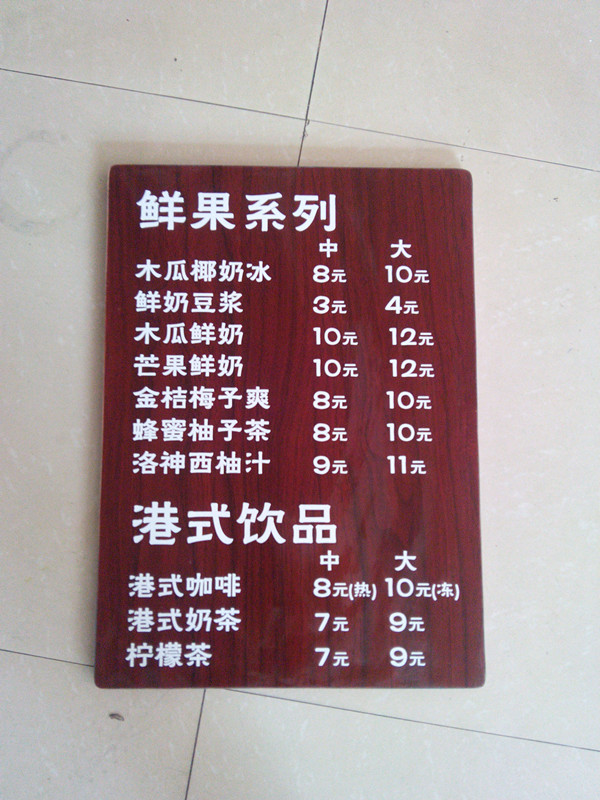 鲜果系列
中 大
木瓜椰奶冰 8元 10元
鲜奶豆浆 3元 4元
木瓜鲜奶 10元 12元
芒果鲜奶 10元 12元
金桔梅子爽 8元 10元
蜂蜜柚子茶 8元 10元
洛神西柚汁 9元 11元
港式饮品
中 大
港式咖啡 8元(热) 10元(冻)
港式奶茶 7元 9元
柠檬茶 7元 9元